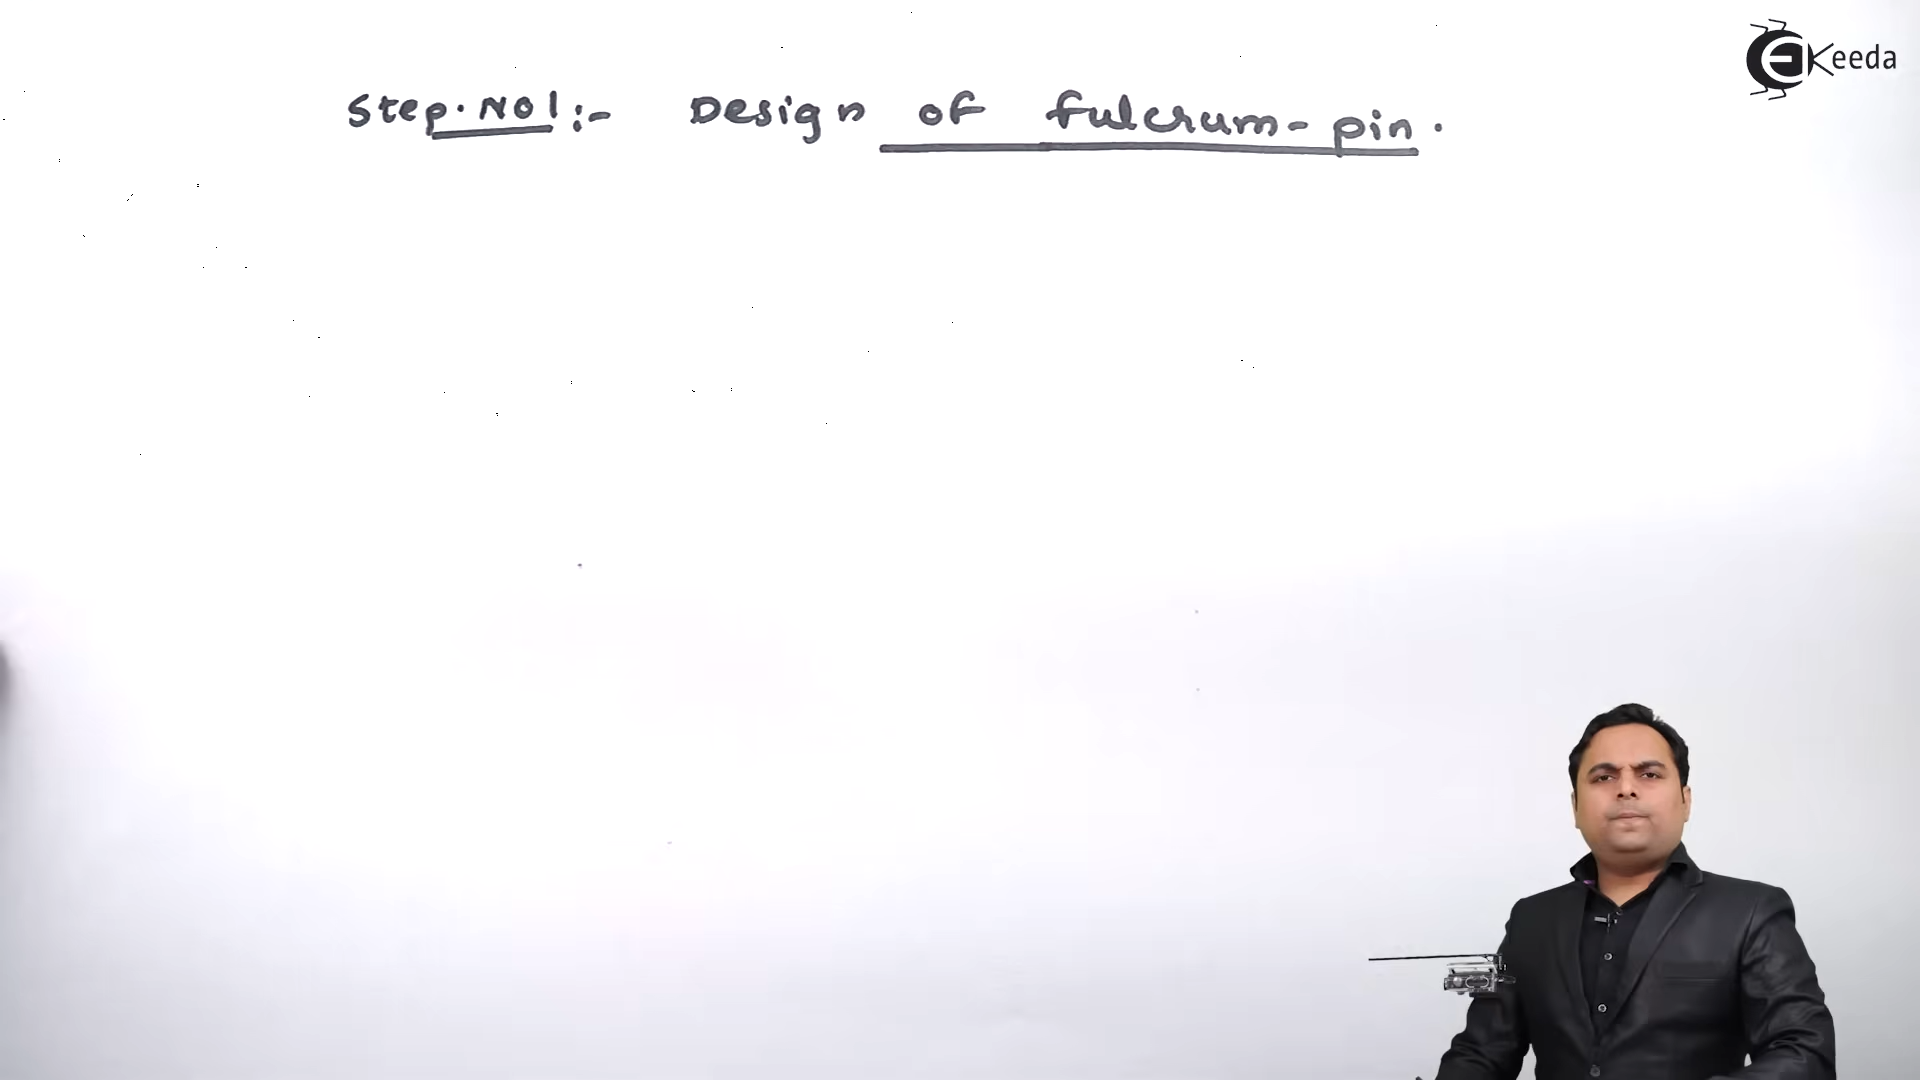 EKeeda
Step. No1:- Design of fulcrum-pin.